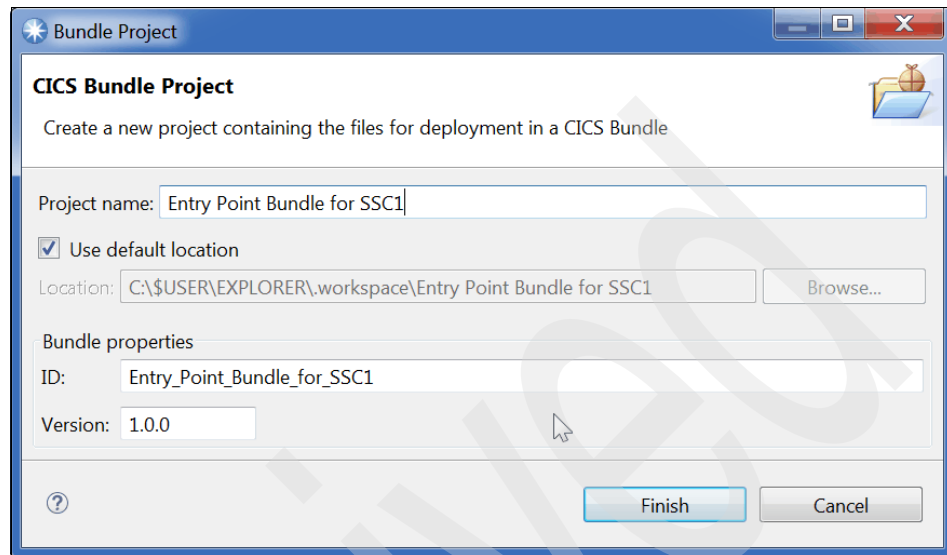 Bundle Project
CICS Bundle Project
Create a new project containing the files for deployment in a CICS Bundle
Project name: Entry Point Bundle for SSC1
Use default location
Location: C:\$USER\EXPLORER\.workspace\Entry Point Bundle for SSC1 Browse...
Bundle properties
ID: Entry_Point_Bundle_for_SSC1
Version: 1.0.0
? Finish Cancel